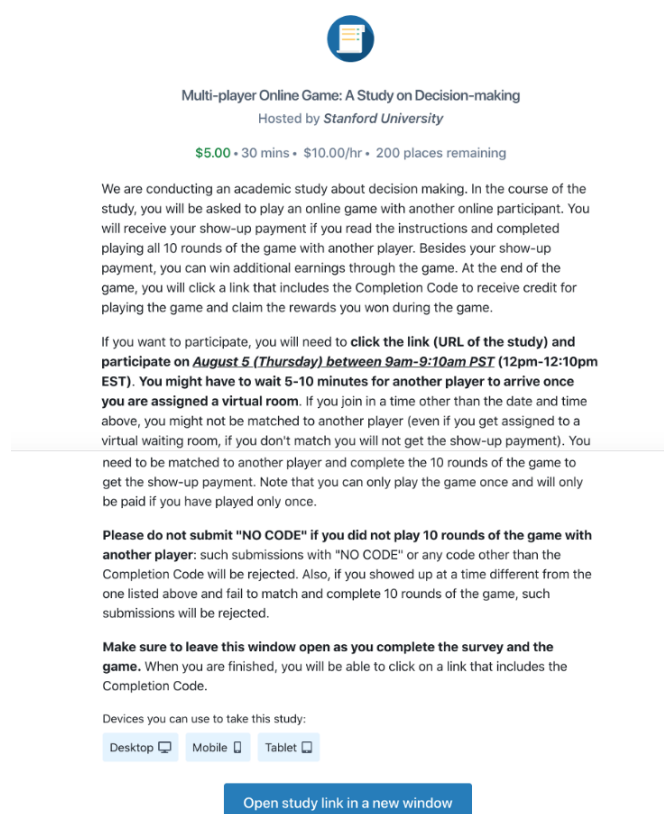 Multi-player Online Game: A Study on Decision-making
Hosted by Stanford University
$5.00 • 30 mins • $10.00/hr • 200 places remaining
We are conducting an academic study about decision making. In the course of the
study, you will be asked to play an online game with another online participant. You
will receive your show-up payment if you read the instructions and completed
playing all 10 rounds of the game with another player. Besides your show-up
payment, you can win additional earnings through the game. At the end of the
game, you will click a link that includes the Completion Code to receive credit for
playing the game and claim the rewards you won during the game.
If you want to participate, you will need to click the link (URL of the study) and
participate on August 5 (Thursday) between 9am-9:10am PST (12pm-12:10pm
EST). You might have to wait 5-10 minutes for another player to arrive once
you are assigned a virtual room. If you join in a time other than the date and time
above, you might not be matched to another player (even if you get assigned to a
virtual waiting room, if you don't match you will not get the show-up payment). You
need to be matched to another player and complete the 10 rounds of the game to
get the show-up payment. Note that you can only play the game once and will only
be paid if you have played only once.
Please do not submit "NO CODE" if you did not play 10 rounds of the game with
another player: such submissions with "NO CODE" or any code other than the
Completion Code will be rejected. Also, if you showed up at a time different from the
one listed above and fail to match and complete 10 rounds of the game, such
submissions will be rejected.
Make sure to leave this window open as you complete the survey and the
game. When you are finished, you will be able to click on a link that includes the
Completion Code.
Devices you can use to take this study:
Desktop Mobile Tablet
Open study link in a new window